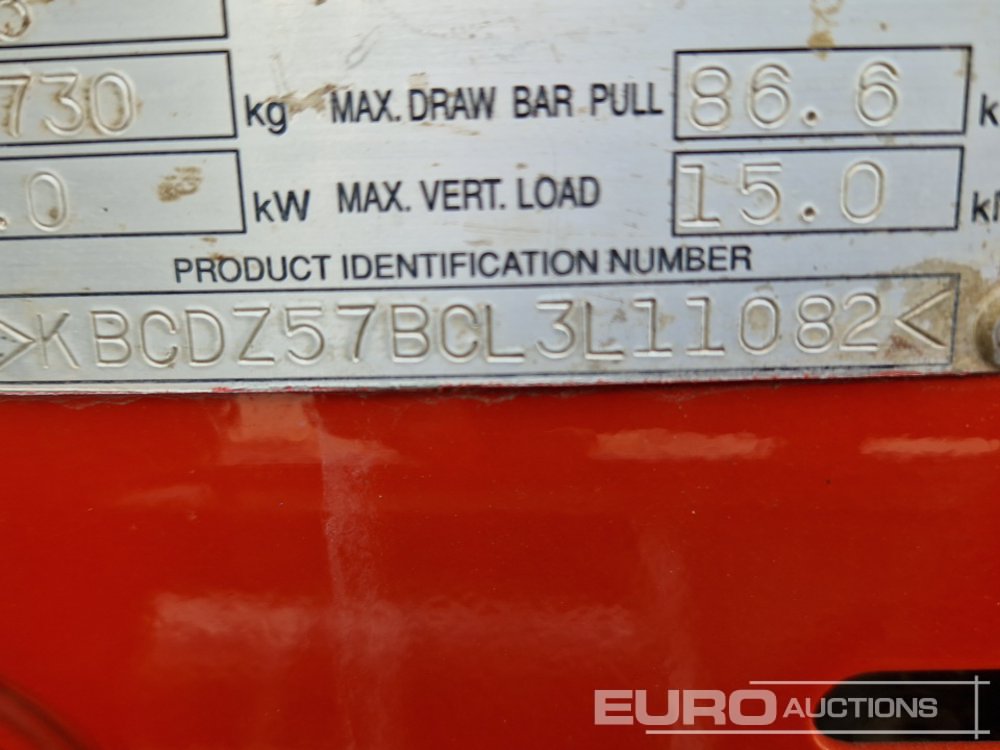 730 kg MAX. DRAW BAR PULL 86.6
.0 kW MAX. VERT. LOAD 15.0
PRODUCT IDENTIFICATION NUMBER
>KBCDZ57BCL3L11082<
EURO AUCTIONS